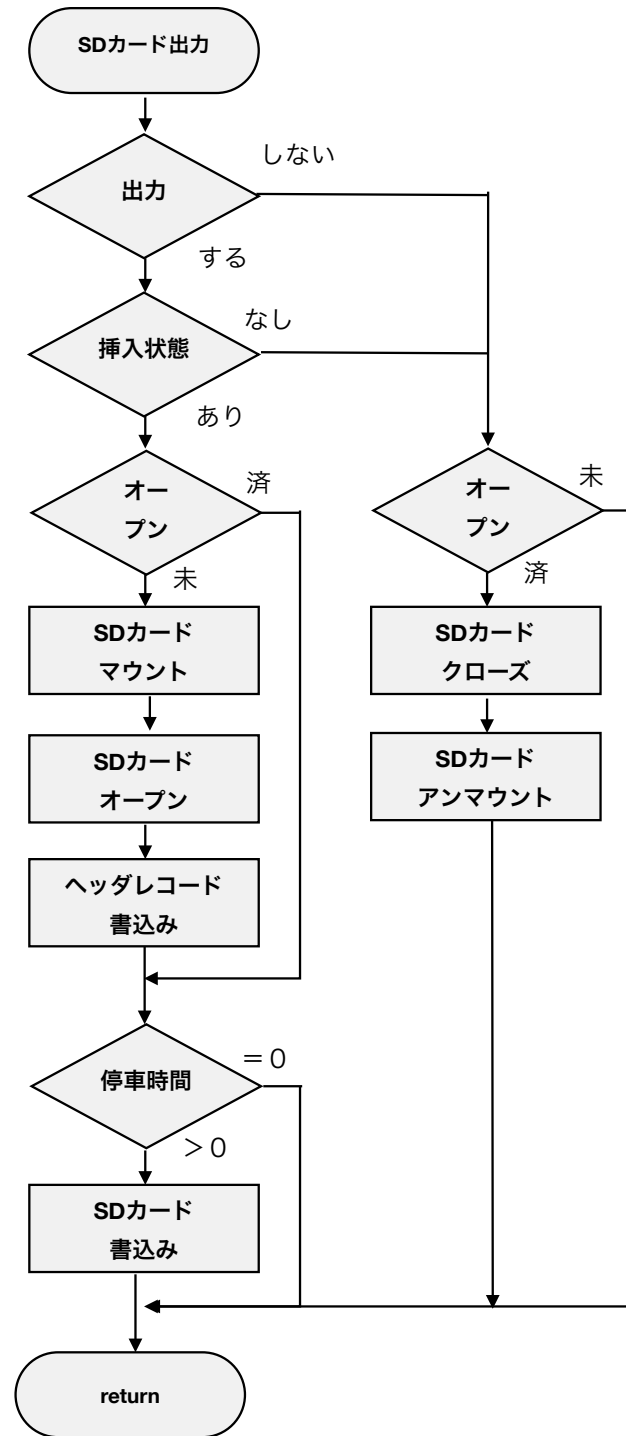 SDカード出力
しない
出力
する
なし
挿入状態
あり
オー
プン
済
未
オー
プン
未
済
SDカード
マウント
SDカード
クローズ
SDカード
オープン
SDカード
アンマウント
ヘッダレコード
書込み
＝０
停車時間
＞０
SDカード
書込み
return